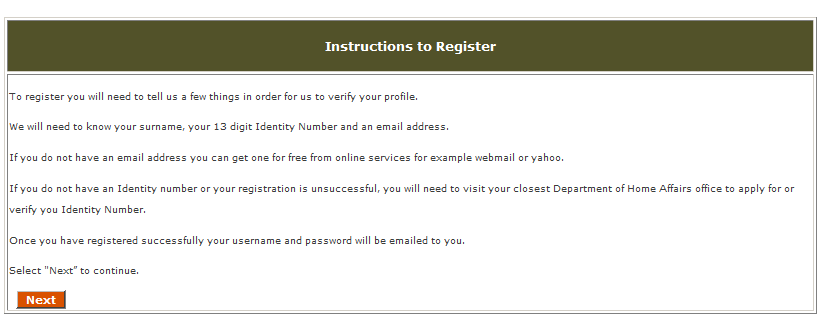 Instructions to Register
To register you will need to tell us a few things in order for us to verify your profile.
We will need to know your surname, your 13 digit Identity Number and an email address.
If you do not have an email address you can get one for free from online services for example webmail or yahoo.
If you do not have an Identity number or your registration is unsuccessful, you will need to visit your closest Department of Home Affairs office to apply for or
verify you Identity Number.
Once you have registered successfully your username and password will be emailed to you.
Select "Next” to continue.
Next